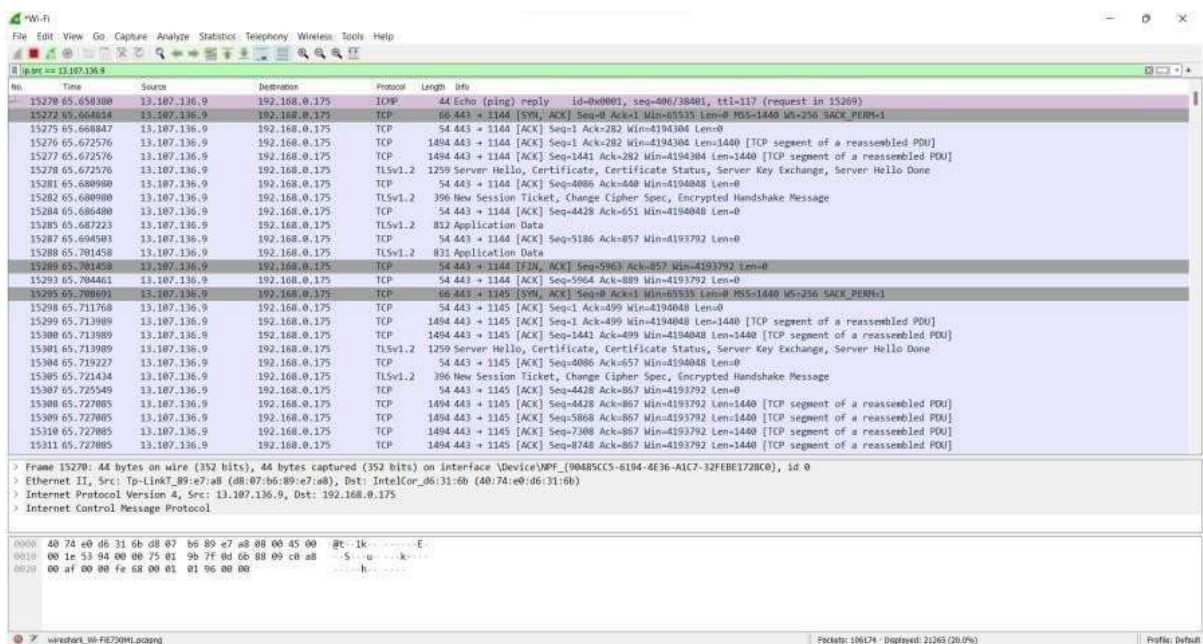 *Wi-Fi
File Edit View Go Capture Analyze Statistics Telephony Wireless Tools Help
ip.src == 13.107.136.9
No. Time Source Destination Protocol Length Info
15270 65.658380 13.107.136.9 192.168.0.175 ICMP 44 Echo (ping) reply id=0x0001, seq=406/38401, ttl=117 (request in 15269)
15272 65.664614 13.107.136.9 192.168.0.175 TCP 66 443 → 1144 [SYN, ACK] Seq=0 Ack=1 Win=65535 Len=0 MSS=1440 WS=256 SACK_PERM=1
15275 65.668847 13.107.136.9 192.168.0.175 TCP 54 443 → 1144 [ACK] Seq=1 Ack=282 Win=4194304 Len=0
15276 65.672576 13.107.136.9 192.168.0.175 TCP 1494 443 → 1144 [ACK] Seq=1 Ack=282 Win=4194304 Len=1440 [TCP segment of a reassembled PDU]
15277 65.672576 13.107.136.9 192.168.0.175 TCP 1494 443 → 1144 [ACK] Seq=1441 Ack=282 Win=4194304 Len=1440 [TCP segment of a reassembled PDU]
15278 65.672576 13.107.136.9 192.168.0.175 TLSv1.2 1259 Server Hello, Certificate, Certificate Status, Server Key Exchange, Server Hello Done
15281 65.680980 13.107.136.9 192.168.0.175 TCP 54 443 → 1144 [ACK] Seq=4086 Ack=440 Win=4194048 Len=0
15282 65.680980 13.107.136.9 192.168.0.175 TLSv1.2 396 New Session Ticket, Change Cipher Spec, Encrypted Handshake Message
15284 65.686480 13.107.136.9 192.168.0.175 TCP 54 443 → 1144 [ACK] Seq=4428 Ack=651 Win=4194048 Len=0
15285 65.687223 13.107.136.9 192.168.0.175 TLSv1.2 812 Application Data
15287 65.694503 13.107.136.9 192.168.0.175 TCP 54 443 → 1144 [ACK] Seq=5186 Ack=857 Win=4193792 Len=0
15288 65.701458 13.107.136.9 192.168.0.175 TLSv1.2 831 Application Data
15289 65.701458 13.107.136.9 192.168.0.175 TCP 54 443 → 1144 [FIN, ACK] Seq=5963 Ack=857 Win=4193792 Len=0
15293 65.704461 13.107.136.9 192.168.0.175 TCP 54 443 → 1144 [ACK] Seq=5964 Ack=889 Win=4193792 Len=0
15295 65.708691 13.107.136.9 192.168.0.175 TCP 66 443 → 1145 [SYN, ACK] Seq=0 Ack=1 Win=65535 Len=0 MSS=1440 WS=256 SACK_PERM=1
15298 65.711768 13.107.136.9 192.168.0.175 TCP 54 443 → 1145 [ACK] Seq=1 Ack=499 Win=4194048 Len=0
15299 65.713989 13.107.136.9 192.168.0.175 TCP 1494 443 → 1145 [ACK] Seq=1 Ack=499 Win=4194048 Len=1440 [TCP segment of a reassembled PDU]
15300 65.713989 13.107.136.9 192.168.0.175 TCP 1494 443 → 1145 [ACK] Seq=1441 Ack=499 Win=4194048 Len=1440 [TCP segment of a reassembled PDU]
15301 65.713989 13.107.136.9 192.168.0.175 TLSv1.2 1259 Server Hello, Certificate, Certificate Status, Server Key Exchange, Server Hello Done
15304 65.719227 13.107.136.9 192.168.0.175 TCP 54 443 → 1145 [ACK] Seq=4086 Ack=657 Win=4194048 Len=0
15305 65.721434 13.107.136.9 192.168.0.175 TLSv1.2 396 New Session Ticket, Change Cipher Spec, Encrypted Handshake Message
15307 65.725549 13.107.136.9 192.168.0.175 TCP 54 443 → 1145 [ACK] Seq=4428 Ack=867 Win=4193792 Len=0
15308 65.727085 13.107.136.9 192.168.0.175 TCP 1494 443 → 1145 [ACK] Seq=4428 Ack=867 Win=4193792 Len=1440 [TCP segment of a reassembled PDU]
15309 65.727085 13.107.136.9 192.168.0.175 TCP 1494 443 → 1145 [ACK] Seq=5868 Ack=867 Win=4193792 Len=1440 [TCP segment of a reassembled PDU]
15310 65.727085 13.107.136.9 192.168.0.175 TCP 1494 443 → 1145 [ACK] Seq=7308 Ack=867 Win=4193792 Len=1440 [TCP segment of a reassembled PDU]
15311 65.727085 13.107.136.9 192.168.0.175 TCP 1494 443 → 1145 [ACK] Seq=8748 Ack=867 Win=4193792 Len=1440 [TCP segment of a reassembled PDU]
> Frame 15270: 44 bytes on wire (352 bits), 44 bytes captured (352 bits) on interface \Device\NPF_{90485CC5-6194-4E36-A1C7-32FEBE1728C0}, id 0
> Ethernet II, Src: Tp-LinkT_89:e7:a8 (d8:07:b6:89:e7:a8), Dst: IntelCor_d6:31:6b (40:74:e0:d6:31:6b)
> Internet Protocol Version 4, Src: 13.107.136.9, Dst: 192.168.0.175
> Internet Control Message Protocol
0000 40 74 e0 d6 31 6b d8 07 b6 89 e7 a8 08 00 45 00 @t··1k·· ······E·
0010 00 1e 53 94 00 00 75 01 9b 7f 0d 6b 88 09 c0 a8 ··S···u· ···k····
0020 00 af 00 00 fe 68 00 01 01 96 00 00 ·····h·· ····
wireshark_Wi-FiE730M1.pcapng Packets: 106174 · Displayed: 21265 (20.0%) Profile: Default